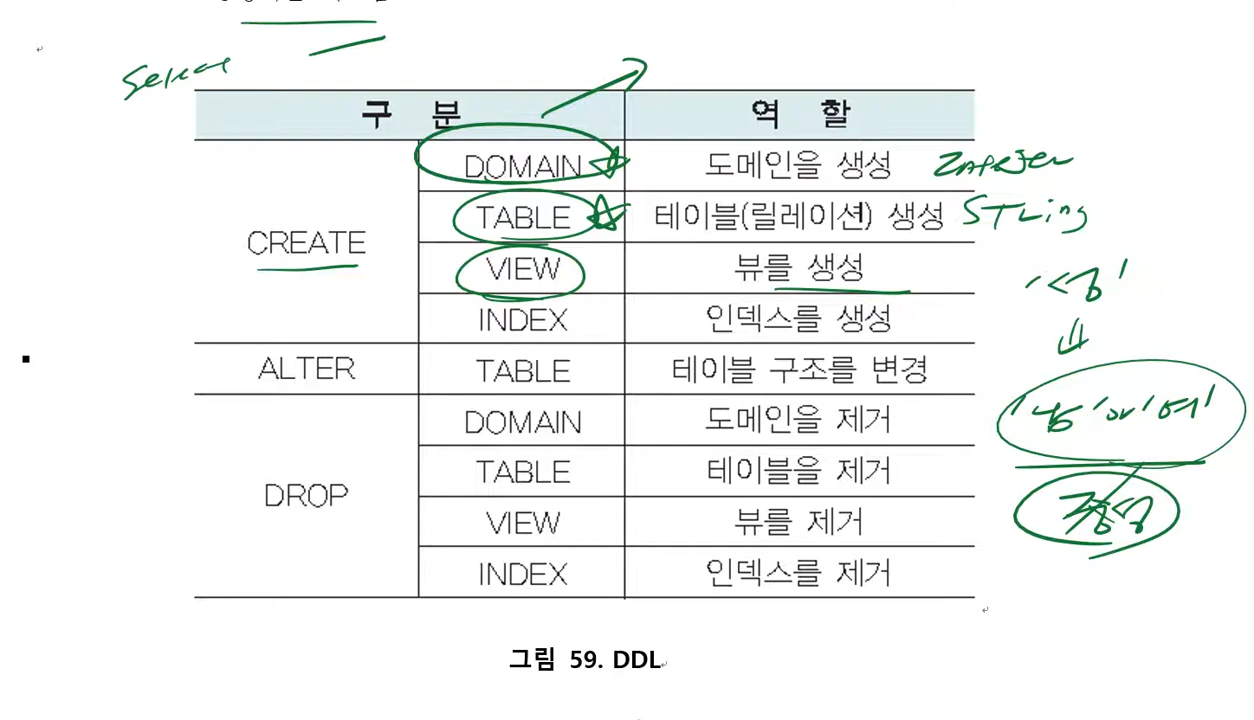 구 분 역 할
CREATE DOMAIN 도메인을 생성
TABLE 테이블(릴레이션) 생성 STring
VIEW 뷰를 생성
INDEX 인덱스를 생성
ALTER TABLE 테이블 구조를 변경
DROP DOMAIN 도메인을 제거
'남' or '여'
TABLE 테이블을 제거
VIEW 뷰를 제거
INDEX 인덱스를 제거
그림 59. DDL